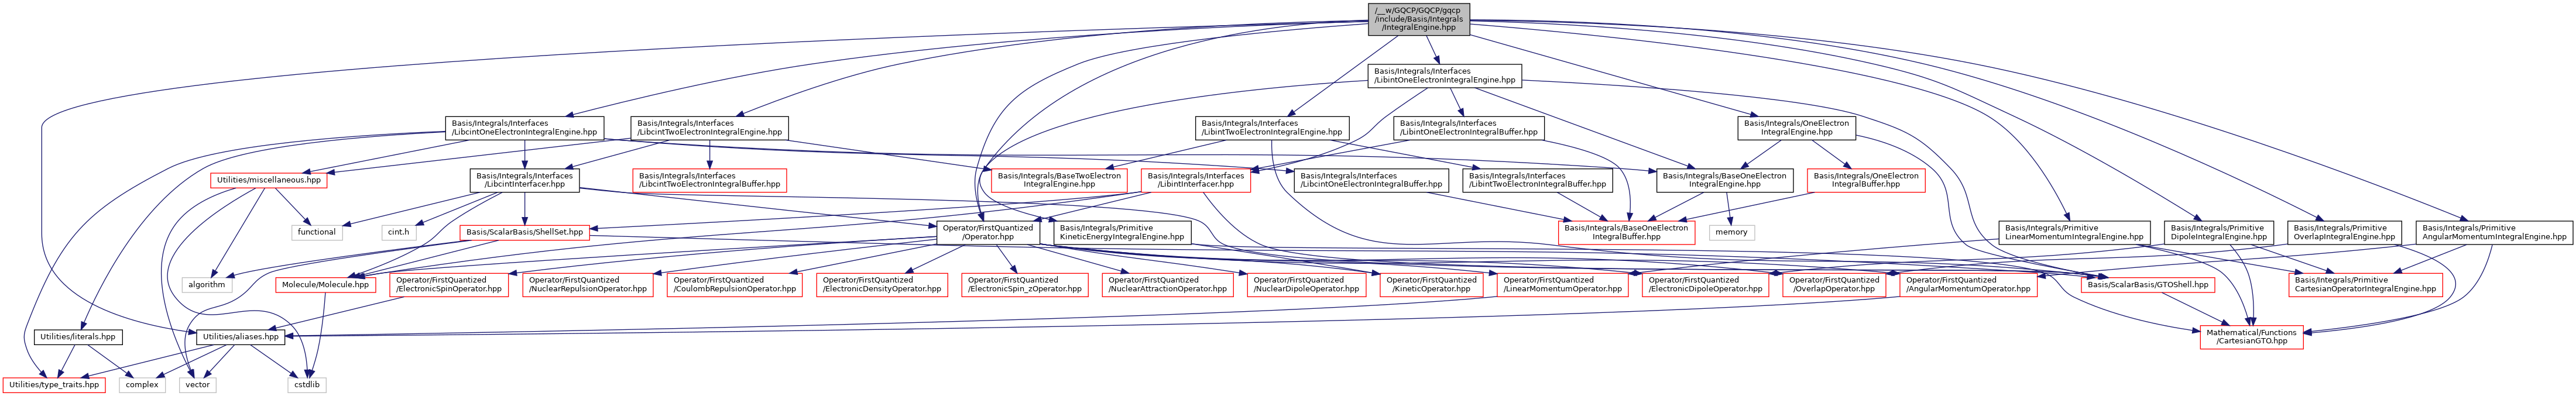 /__w/GQCP/GQCP/gqcp
/include/Basis/Integrals
/IntegralEngine.hpp
Basis/Integrals/Interfaces
/LibintOneElectronIntegralEngine.hpp
Basis/Integrals/Interfaces
/LibcintOneElectronIntegralEngine.hpp
Basis/Integrals/Interfaces
/LibcintTwoElectronIntegralEngine.hpp
Basis/Integrals/Interfaces
/LibintTwoElectronIntegralEngine.hpp
Basis/Integrals/Interfaces
/LibintOneElectronIntegralBuffer.hpp
Basis/Integrals/OneElectron
IntegralEngine.hpp
Utilities/miscellaneous.hpp
Basis/Integrals/Interfaces
/LibcintInterfacer.hpp
Basis/Integrals/Interfaces
/LibcintTwoElectronIntegralBuffer.hpp
Basis/Integrals/BaseTwoElectron
IntegralEngine.hpp
Basis/Integrals/Interfaces
/LibintInterfacer.hpp
Basis/Integrals/Interfaces
/LibcintOneElectronIntegralBuffer.hpp
Basis/Integrals/Interfaces
/LibintTwoElectronIntegralBuffer.hpp
Basis/Integrals/BaseOneElectron
IntegralEngine.hpp
Basis/Integrals/OneElectron
IntegralBuffer.hpp
functional
cint.h
Basis/ScalarBasis/ShellSet.hpp
Operator/FirstQuantized
/Operator.hpp
Basis/Integrals/Primitive
KineticEnergyIntegralEngine.hpp
Basis/Integrals/BaseOneElectron
IntegralBuffer.hpp
memory
Basis/Integrals/Primitive
LinearMomentumIntegralEngine.hpp
Basis/Integrals/Primitive
DipoleIntegralEngine.hpp
Basis/Integrals/Primitive
OverlapIntegralEngine.hpp
Basis/Integrals/Primitive
AngularMomentumIntegralEngine.hpp
algorithm
Molecule/Molecule.hpp
Operator/FirstQuantized
/ElectronicSpinOperator.hpp
Operator/FirstQuantized
/NuclearRepulsionOperator.hpp
Operator/FirstQuantized
/CoulombRepulsionOperator.hpp
Operator/FirstQuantized
/ElectronicDensityOperator.hpp
Operator/FirstQuantized
/ElectronicSpin_zOperator.hpp
Operator/FirstQuantized
/NuclearAttractionOperator.hpp
Operator/FirstQuantized
/NuclearDipoleOperator.hpp
Operator/FirstQuantized
/KineticOperator.hpp
Operator/FirstQuantized
/LinearMomentumOperator.hpp
Operator/FirstQuantized
/ElectronicDipoleOperator.hpp
Operator/FirstQuantized
/OverlapOperator.hpp
Operator/FirstQuantized
/AngularMomentumOperator.hpp
Basis/ScalarBasis/GTOShell.hpp
Basis/Integrals/Primitive
CartesianOperatorIntegralEngine.hpp
Utilities/literals.hpp
Utilities/aliases.hpp
Mathematical/Functions
/CartesianGTO.hpp
Utilities/type_traits.hpp
complex
vector
cstdlib